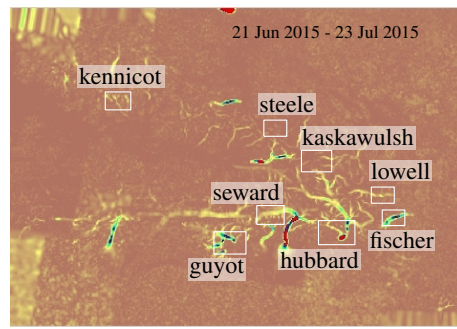 21 Jun 2015 - 23 Jul 2015
kennicot
steele
kaskawulsh
lowell
seward
fischer
guyot
hubbard